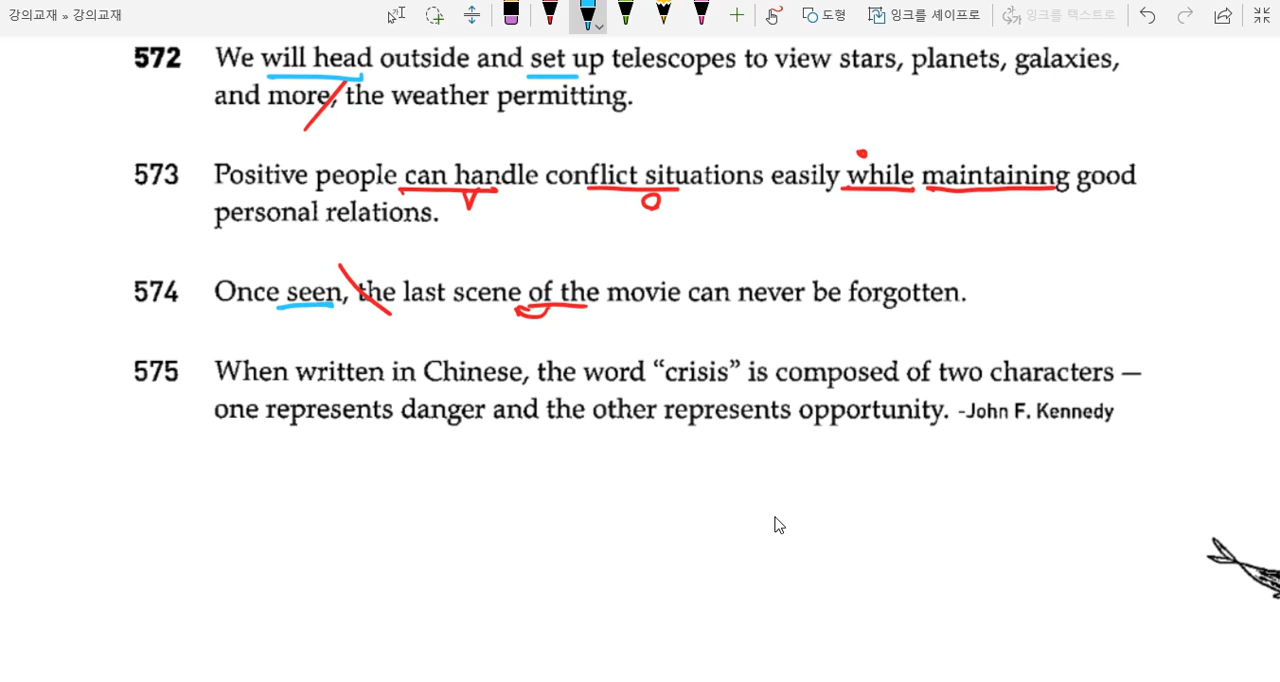 강의교재 » 강의교재
도형
잉크를 셰이프로
잉크를 텍스트로
572 We will head outside and set up telescopes to view stars, planets, galaxies,
and more, the weather permitting.
573 Positive people can handle conflict situations easily while maintaining good
personal relations.
V O
574 Once seen, the last scene of the movie can never be forgotten.
575 When written in Chinese, the word “crisis” is composed of two characters —
one represents danger and the other represents opportunity. -John F. Kennedy